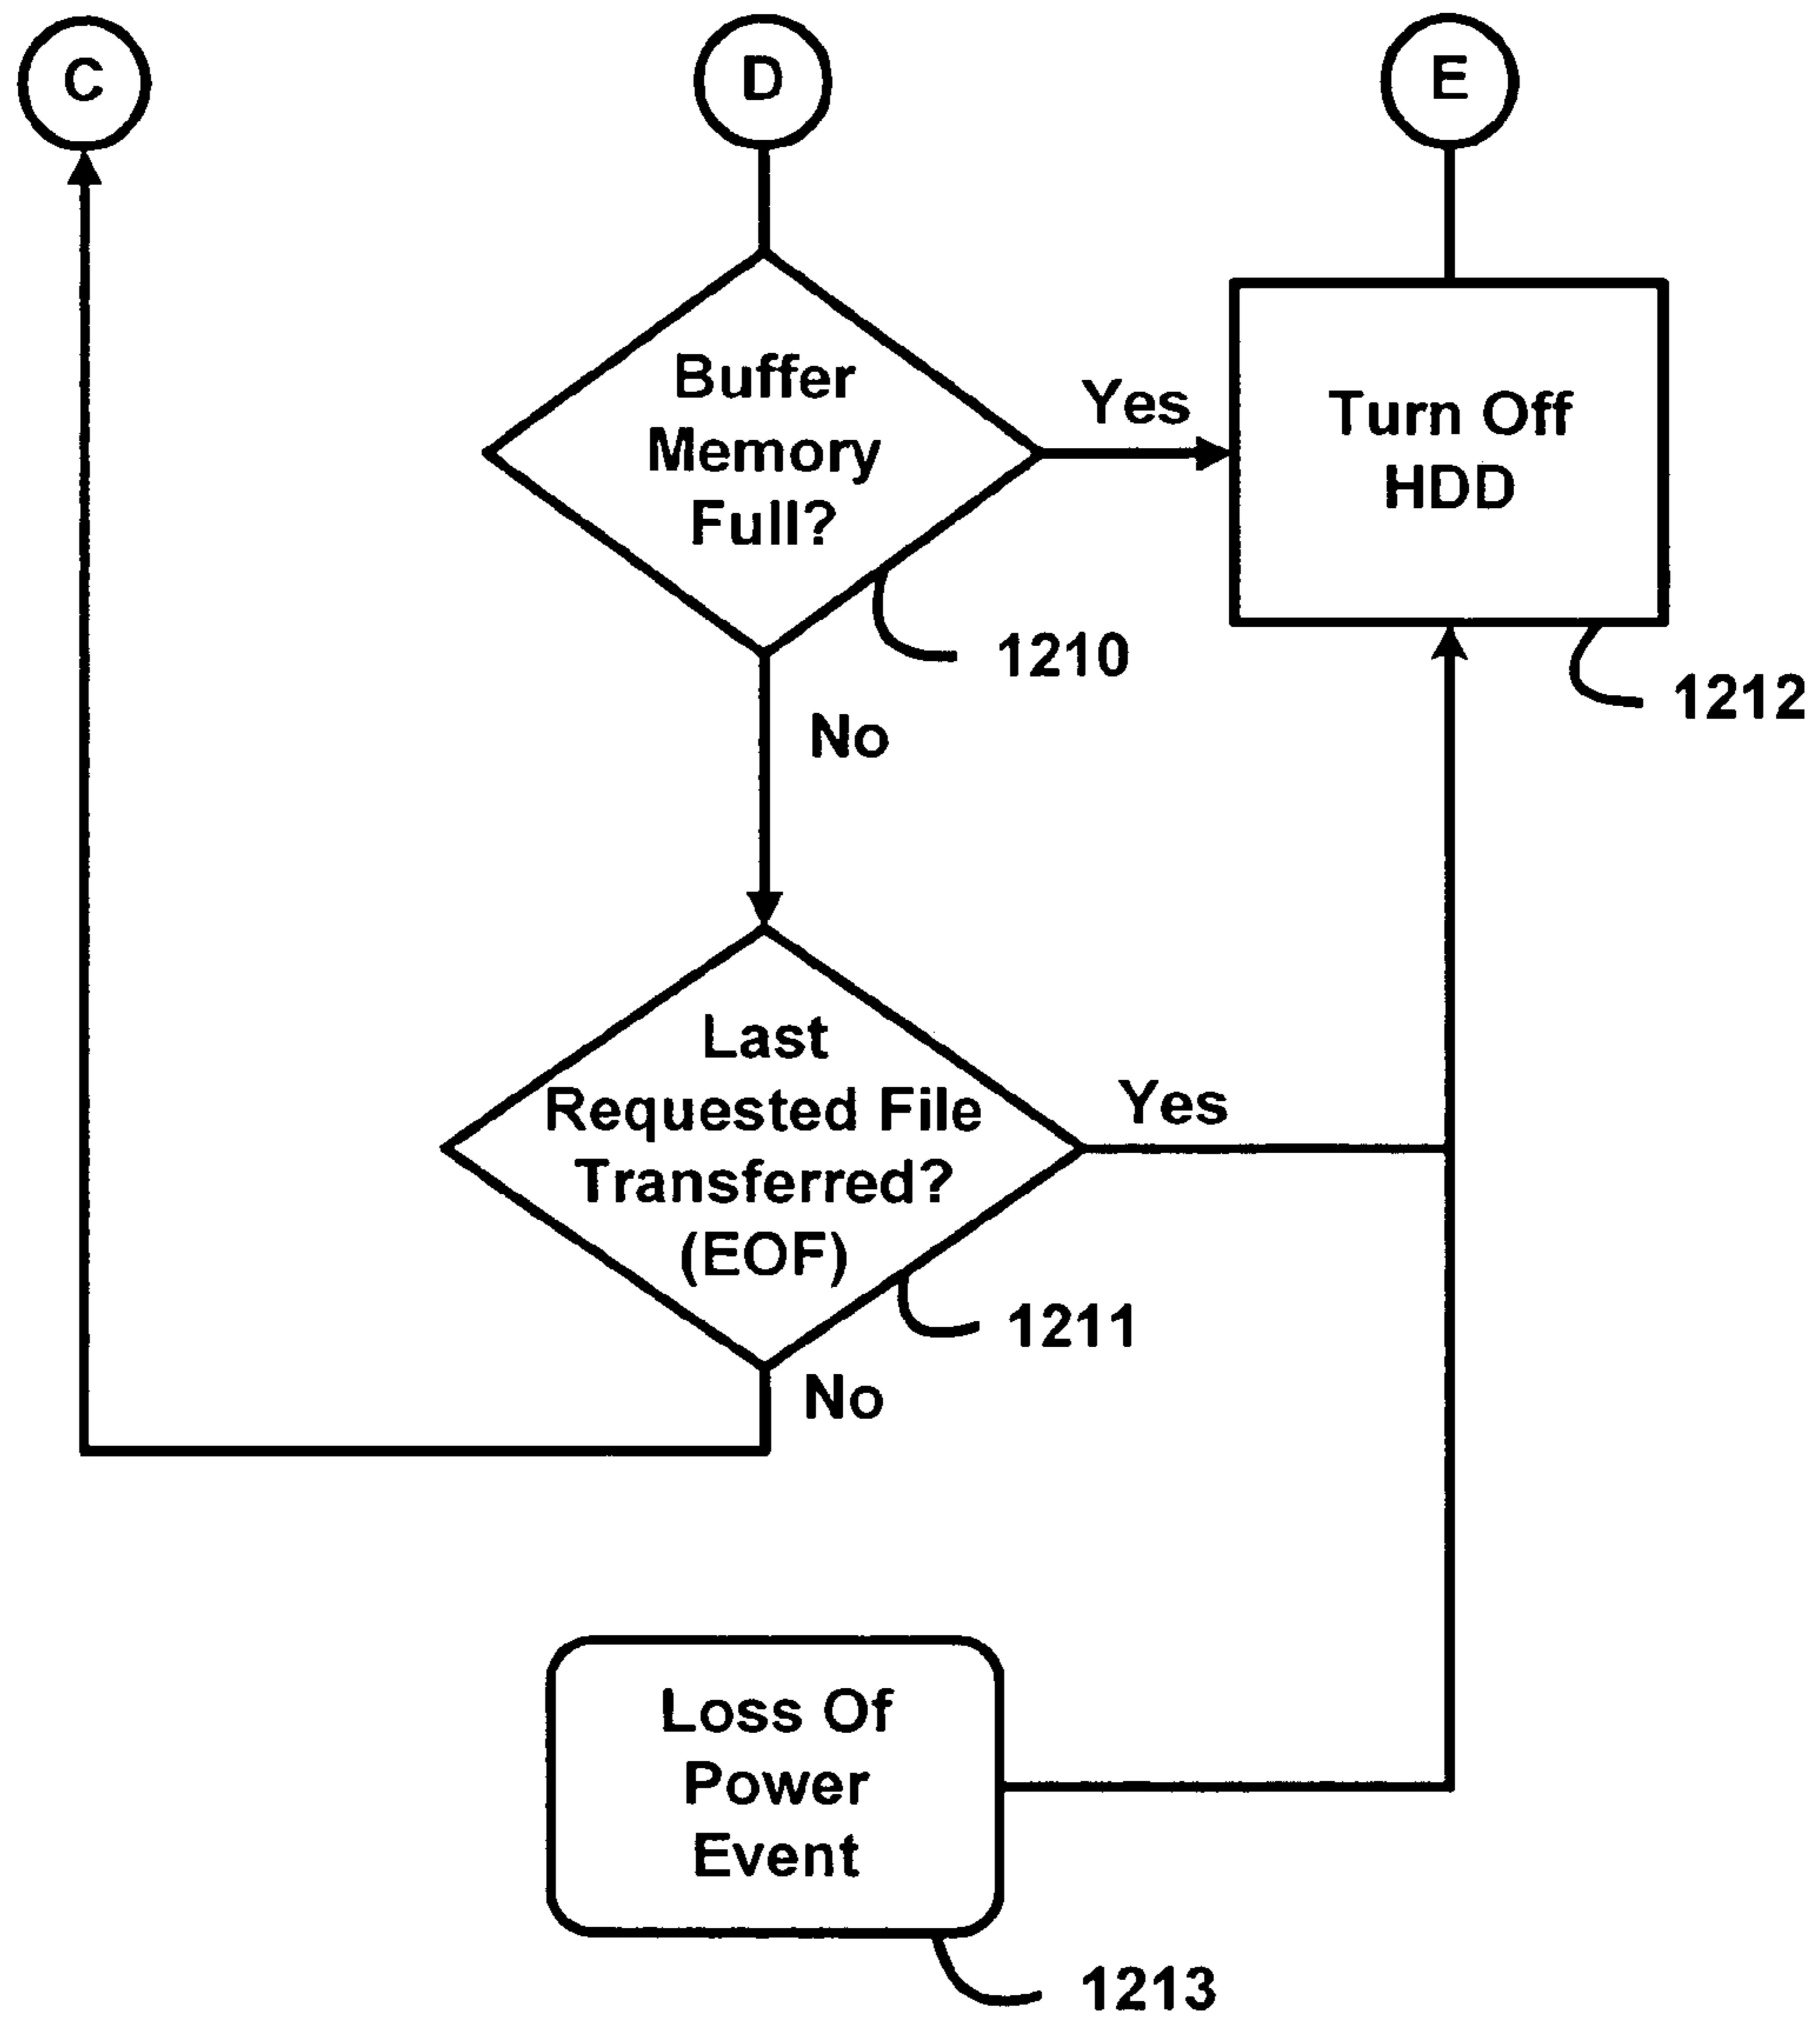 C
D
E
Buffer
Memory
Full?
Yes
Turn Off
HDD
1210
1212
No
Last
Requested File
Transferred?
(EOF)
Yes
1211
No
Loss Of
Power
Event
1213